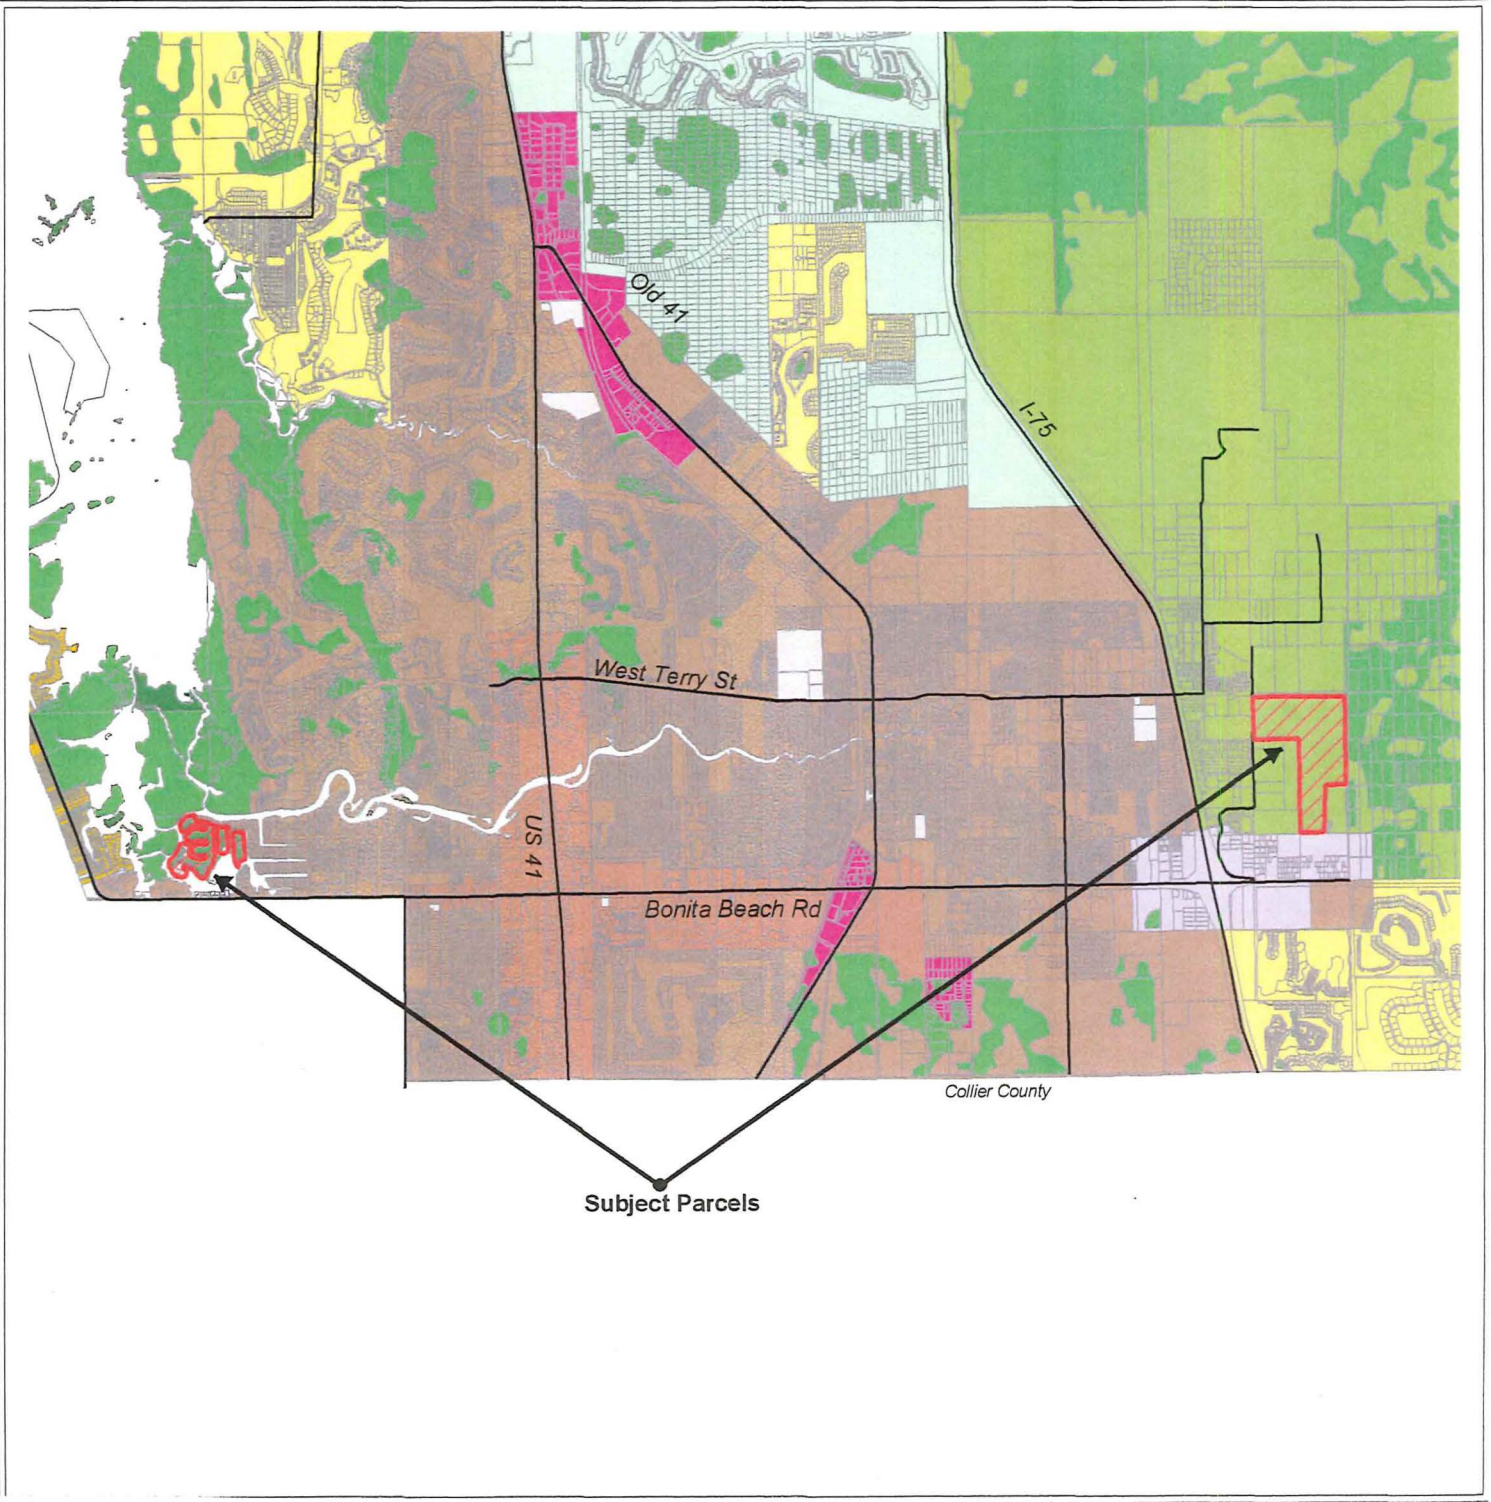 Old 41
I-75
West Terry St
US 41
Bonita Beach Rd
Collier County
Subject Parcels